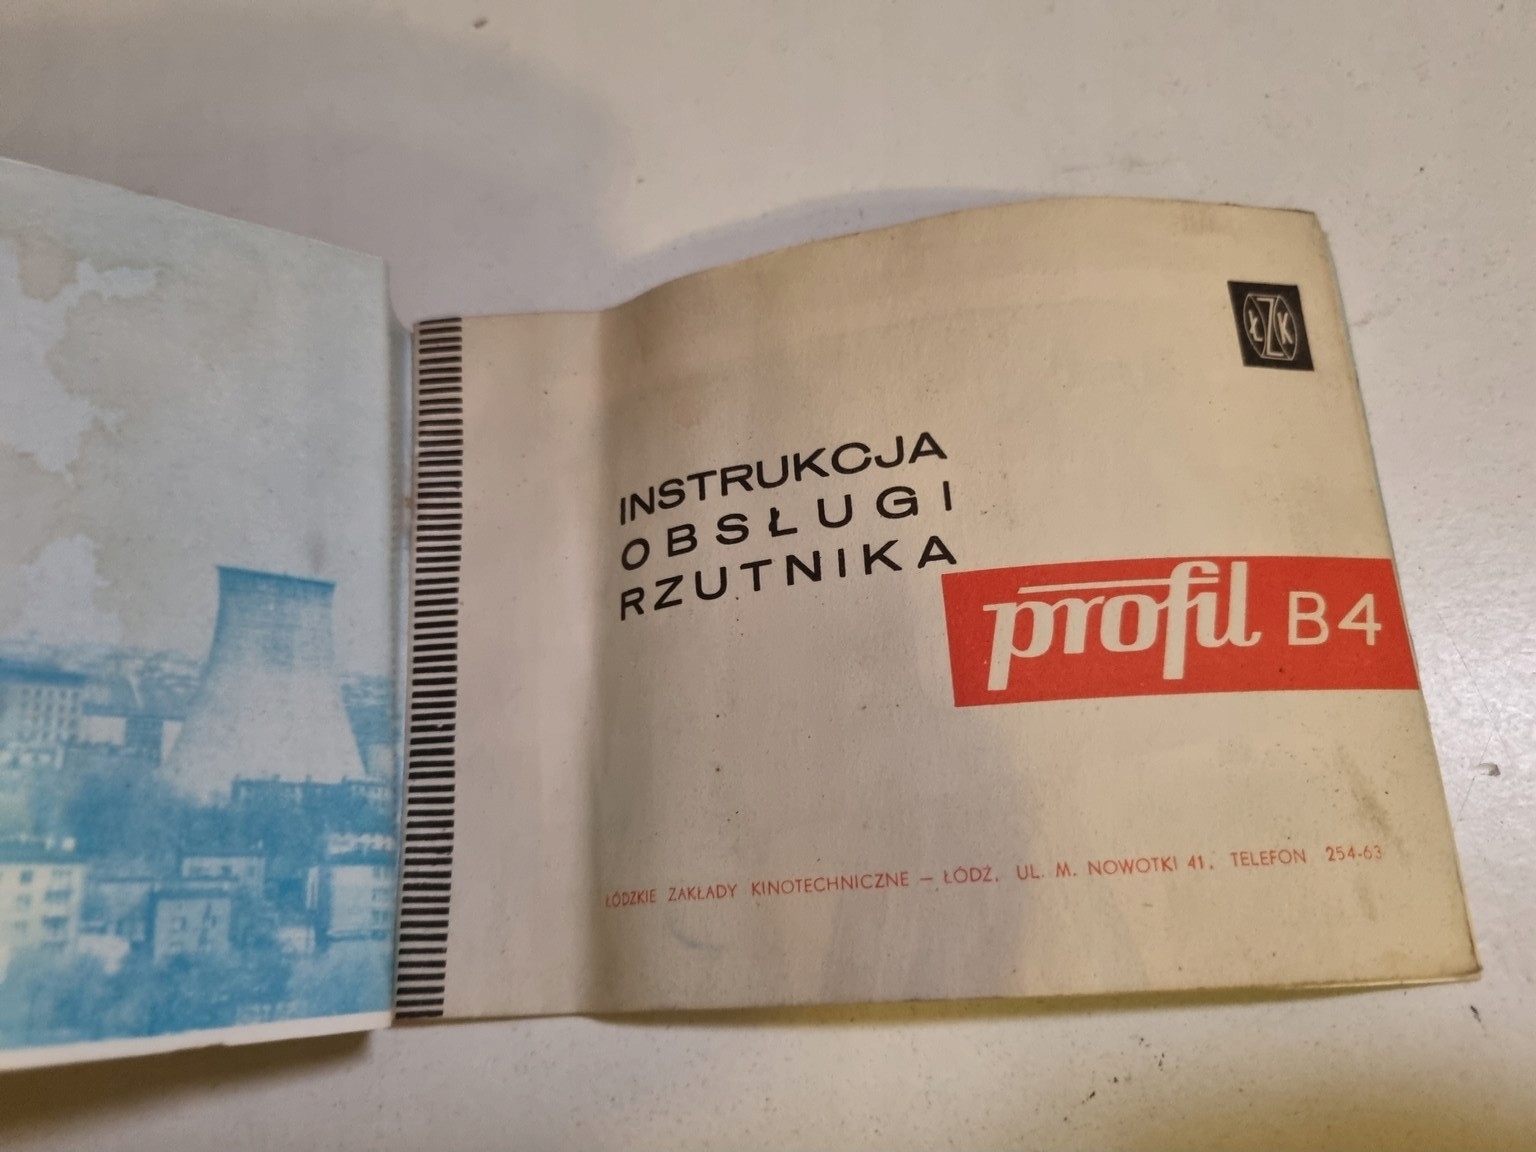 ŁZK
INSTRUKCJA
OBSŁUGI
RZUTNIKA
profil B4
ŁÓDZKIE ZAKŁADY KINOTECHNICZNE — ŁÓDŹ, UL. M. NOWOTKI 41, TELEFON 254-63